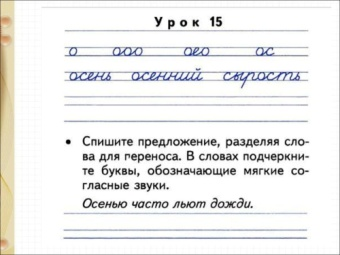 Урок 15
о ооо оео ос
осень осенний сырость
• Спишите предложение, разделяя сло-
ва для переноса. В словах подчеркни-
те буквы, обозначающие мягкие со-
гласные звуки.
Осенью часто льют дожди.